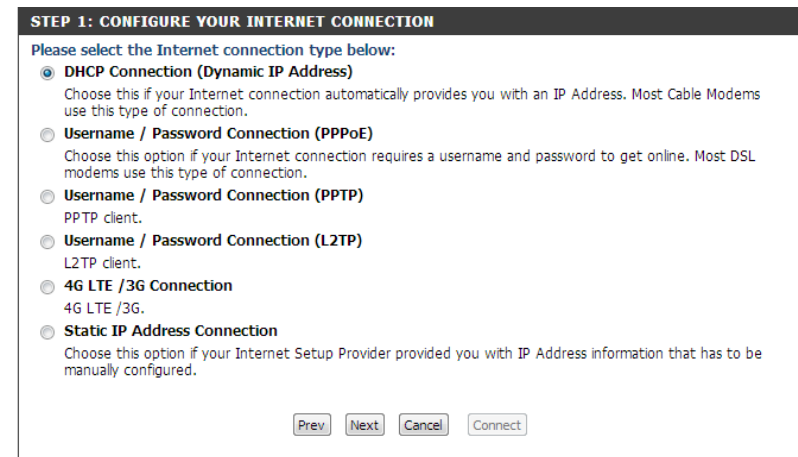 STEP 1: CONFIGURE YOUR INTERNET CONNECTION
Please select the Internet connection type below:
DHCP Connection (Dynamic IP Address)
Choose this if your Internet connection automatically provides you with an IP Address. Most Cable Modems
use this type of connection.
Username / Password Connection (PPPoE)
Choose this option if your Internet connection requires a username and password to get online. Most DSL
modems use this type of connection.
Username / Password Connection (PPTP)
PPTP client.
Username / Password Connection (L2TP)
L2TP client.
4G LTE /3G Connection
4G LTE /3G.
Static IP Address Connection
Choose this option if your Internet Setup Provider provided you with IP Address information that has to be
manually configured.
Prev Next Cancel Connect